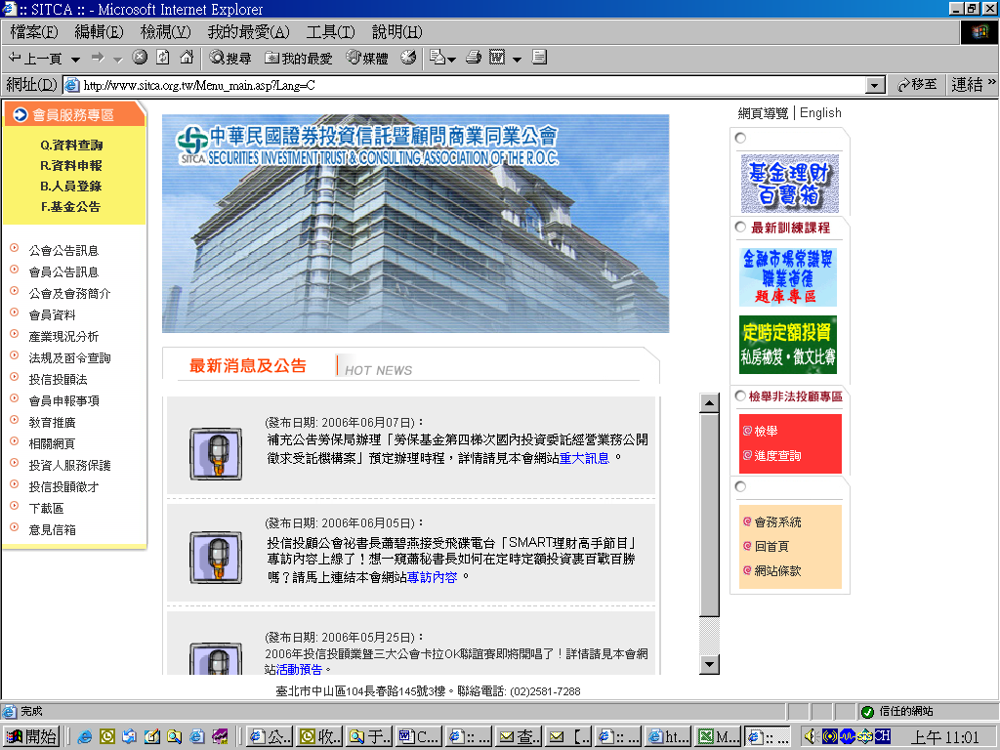 :: SITCA :: - Microsoft Internet Explorer
檔案(F) 編輯(E) 檢視(V) 我的最愛(A) 工具(T) 說明(H)
上一頁 搜尋 我的最愛 媒體
網址(D) http://www.sitca.org.tw/Menu_main.asp?Lang=C 移至 連結 »
會員服務專區
Q.資料查詢
R.資料申報
B.人員登錄
F.基金公告
公會公告訊息
會員公告訊息
公會及會務簡介
會員資料
產業現況分析
法規及函令查詢
投信投顧法
會員申報事項
教育推廣
相關網頁
投資人服務保護
投信投顧徵才
下載區
意見信箱
中華民國證券投資信託暨顧問商業同業公會
SITCA SECURITIES INVESTMENT TRUST & CONSULTING ASSOCIATION OF THE R.O.C.
最新消息及公告 HOT NEWS
(發布日期: 2006年06月07日)：
補充公告勞保局辦理「勞保基金第四梯次國內投資委託經營業務公開
徵求受託機構案」預定辦理時程，詳情請見本會網站重大訊息 。
(發布日期: 2006年06月05日)：
投信投顧公會祕書長蕭碧燕接受飛碟電台「SMART理財高手節目」
專訪內容上線了！想一窺蕭秘書長如何在定時定額投資裏百戰百勝
嗎？請馬上連結本會網站專訪內容 。
(發布日期: 2006年05月25日)：
2006年投信投顧業暨三大公會卡拉OK聯誼賽即將開唱了！詳情請見本會網
站活動預告。
臺北市中山區104長春路145號3樓。聯絡電話: (02)2581-7288
網頁導覽 | English
基金理財
百寶箱
最新訓練課程
金融市場常識與
職業道德
題庫專區
定時定額投資
私房秘笈·徵文比賽
檢舉非法投顧專區
檢舉
進度查詢
會務系統
回首頁
網站條款
完成 信任的網站
開始 公... 收... 于... C... :: ... 查... 【... :: ... ht... M... :: ... CH 上午 11:01